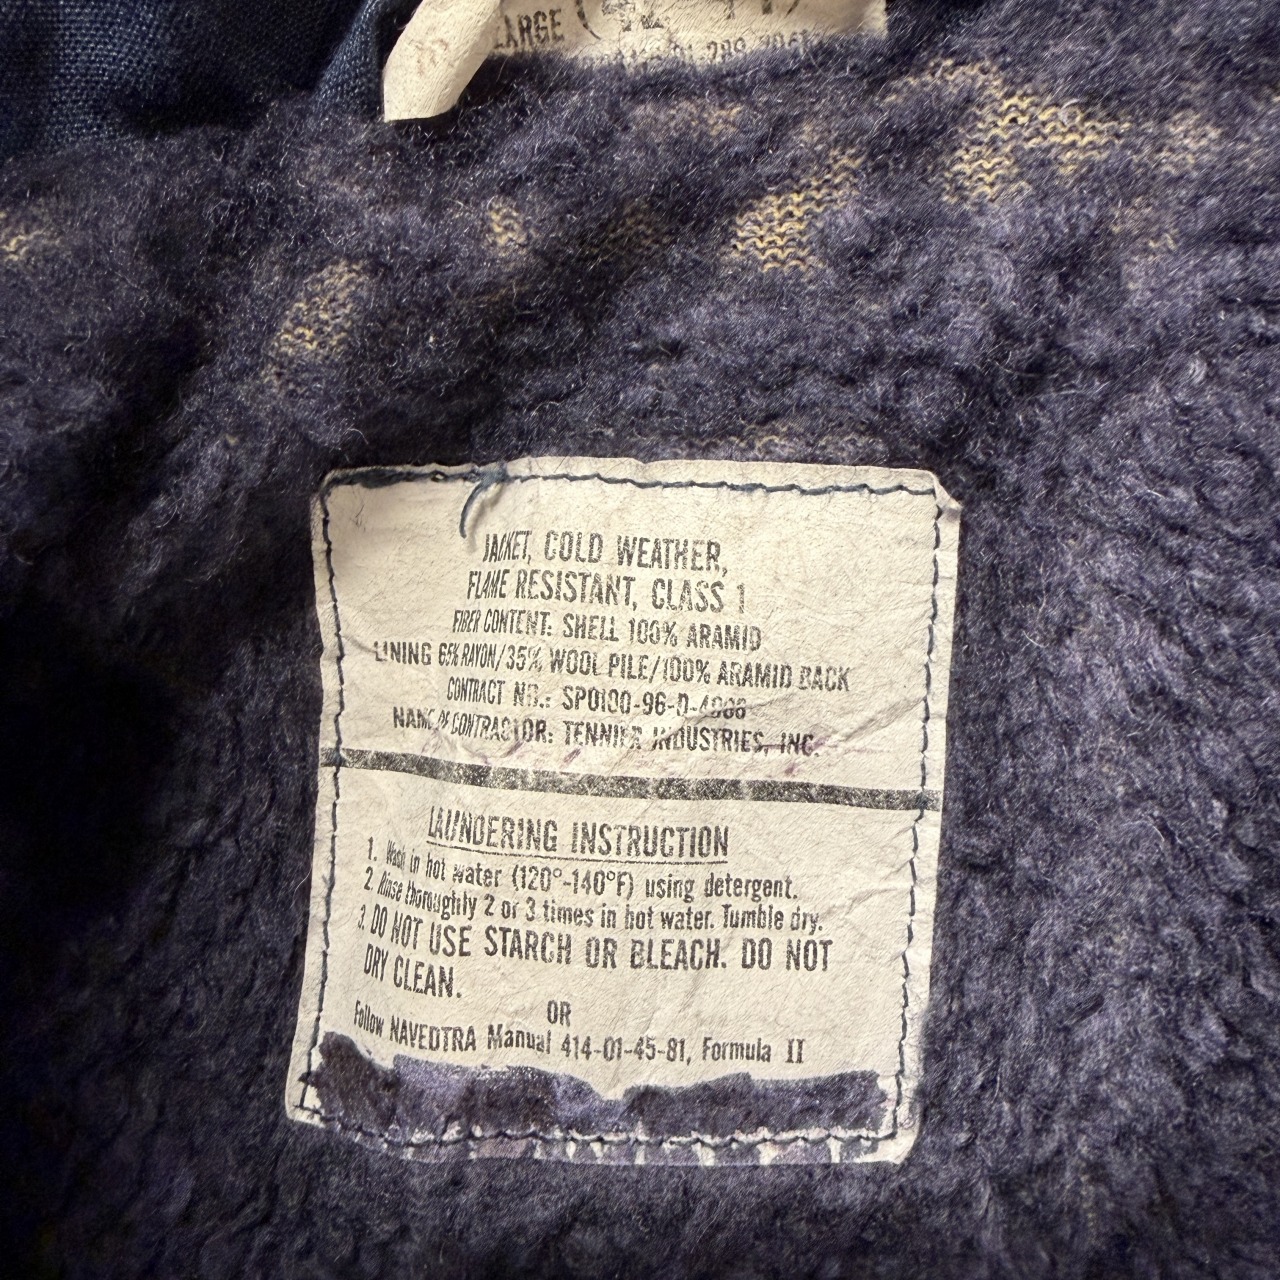 LARGE
JACKET, COLD WEATHER,
FLAME RESISTANT, CLASS 1
FIBER CONTENT: SHELL 100% ARAMID
LINING 65% RAYON/35% WOOL PILE/100% ARAMID BACK
CONTRACT NO.:
NAME OF CONTRACTOR: TENNIER INDUSTRIES, INC.
LAUNDERING INSTRUCTION
1. Wash in hot water (120°-140°F) using detergent.
2. Rinse thoroughly 2 or 3 times in hot water. Tumble dry.
3. DO NOT USE STARCH OR BLEACH. DO NOT
DRY CLEAN.
OR
Follow NAVEDTRA Manual 414-01-45-81, Formula II